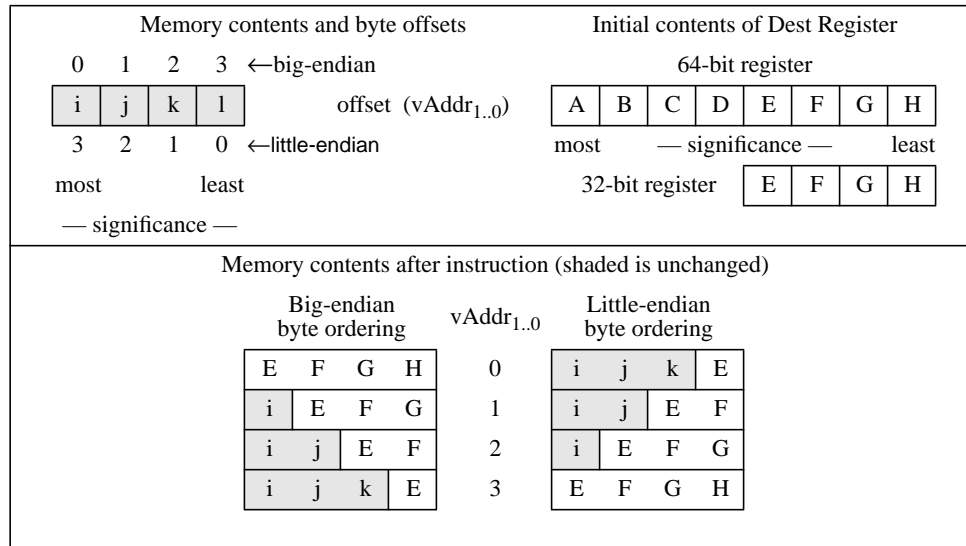 Memory contents and byte offsets
Initial contents of Dest Register
0 1 2 3 ←big-endian
64-bit register
i j k l
offset (vAddr1..0)
A B C D E F G H
3 2 1 0 ←little-endian
most — significance — least
most least
32-bit register E F G H
— significance —
Memory contents after instruction (shaded is unchanged)
Big-endian
byte ordering
vAddr1..0
Little-endian
byte ordering
E F G H 0 i j k E
i E F G 1 i j E F
i j E F 2 i E F G
i j k E 3 E F G H